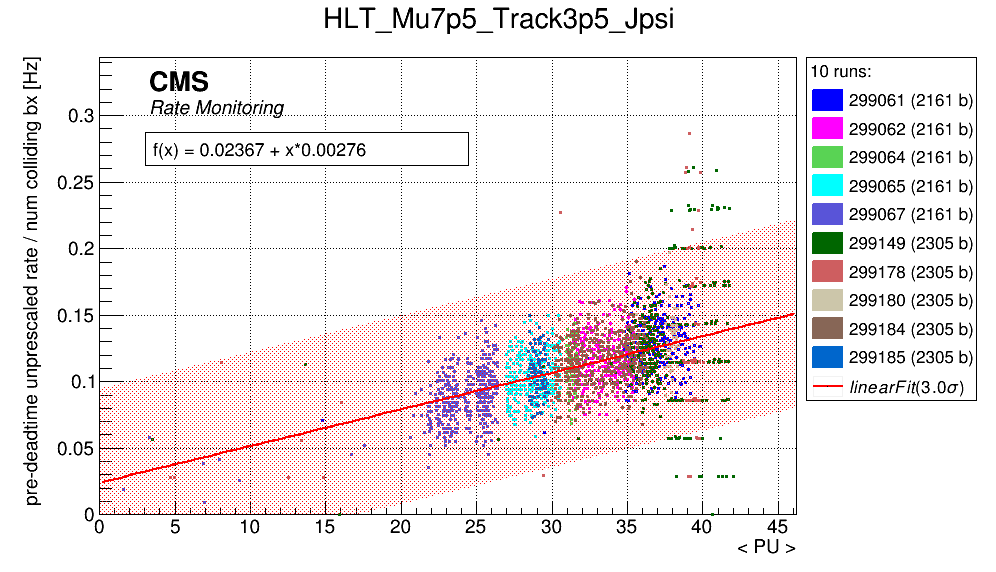 HLT_Mu7p5_Track3p5_Jpsi
pre-deadtime unprescaled rate / num colliding bx [Hz]
CMS
Rate Monitoring
f(x) = 0.02367 + x*0.00276
0.3
0.25
0.2
0.15
0.1
0.05
0
0 5 10 15 20 25 30 35 40 45
< PU >
10 runs:
299061 (2161 b)
299062 (2161 b)
299064 (2161 b)
299065 (2161 b)
299067 (2161 b)
299149 (2305 b)
299178 (2305 b)
299180 (2305 b)
299184 (2305 b)
299185 (2305 b)
linearFit(3.0σ)